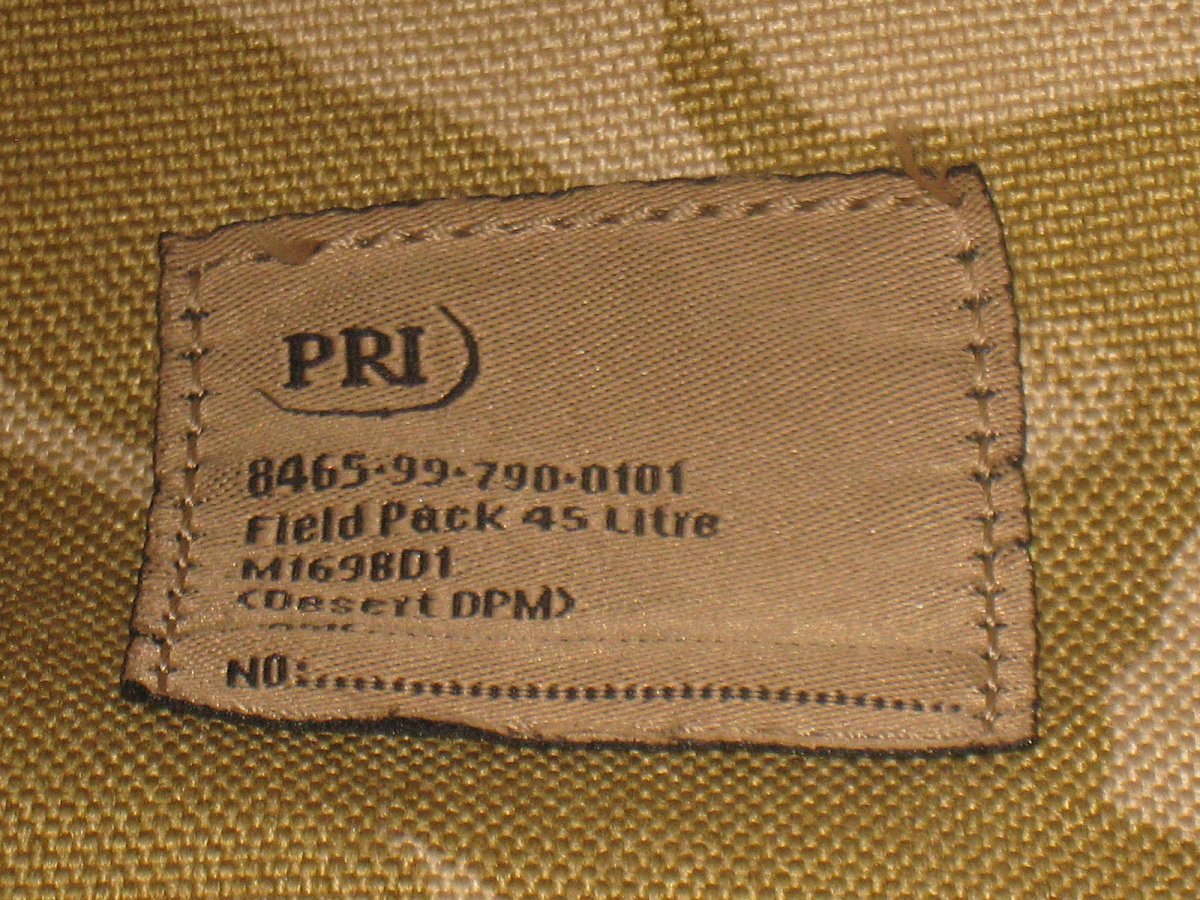 PRI
8465-99-790-0101
Field Pack 45 Litre
M1698D1
(Desert DPM)
NO:................................................